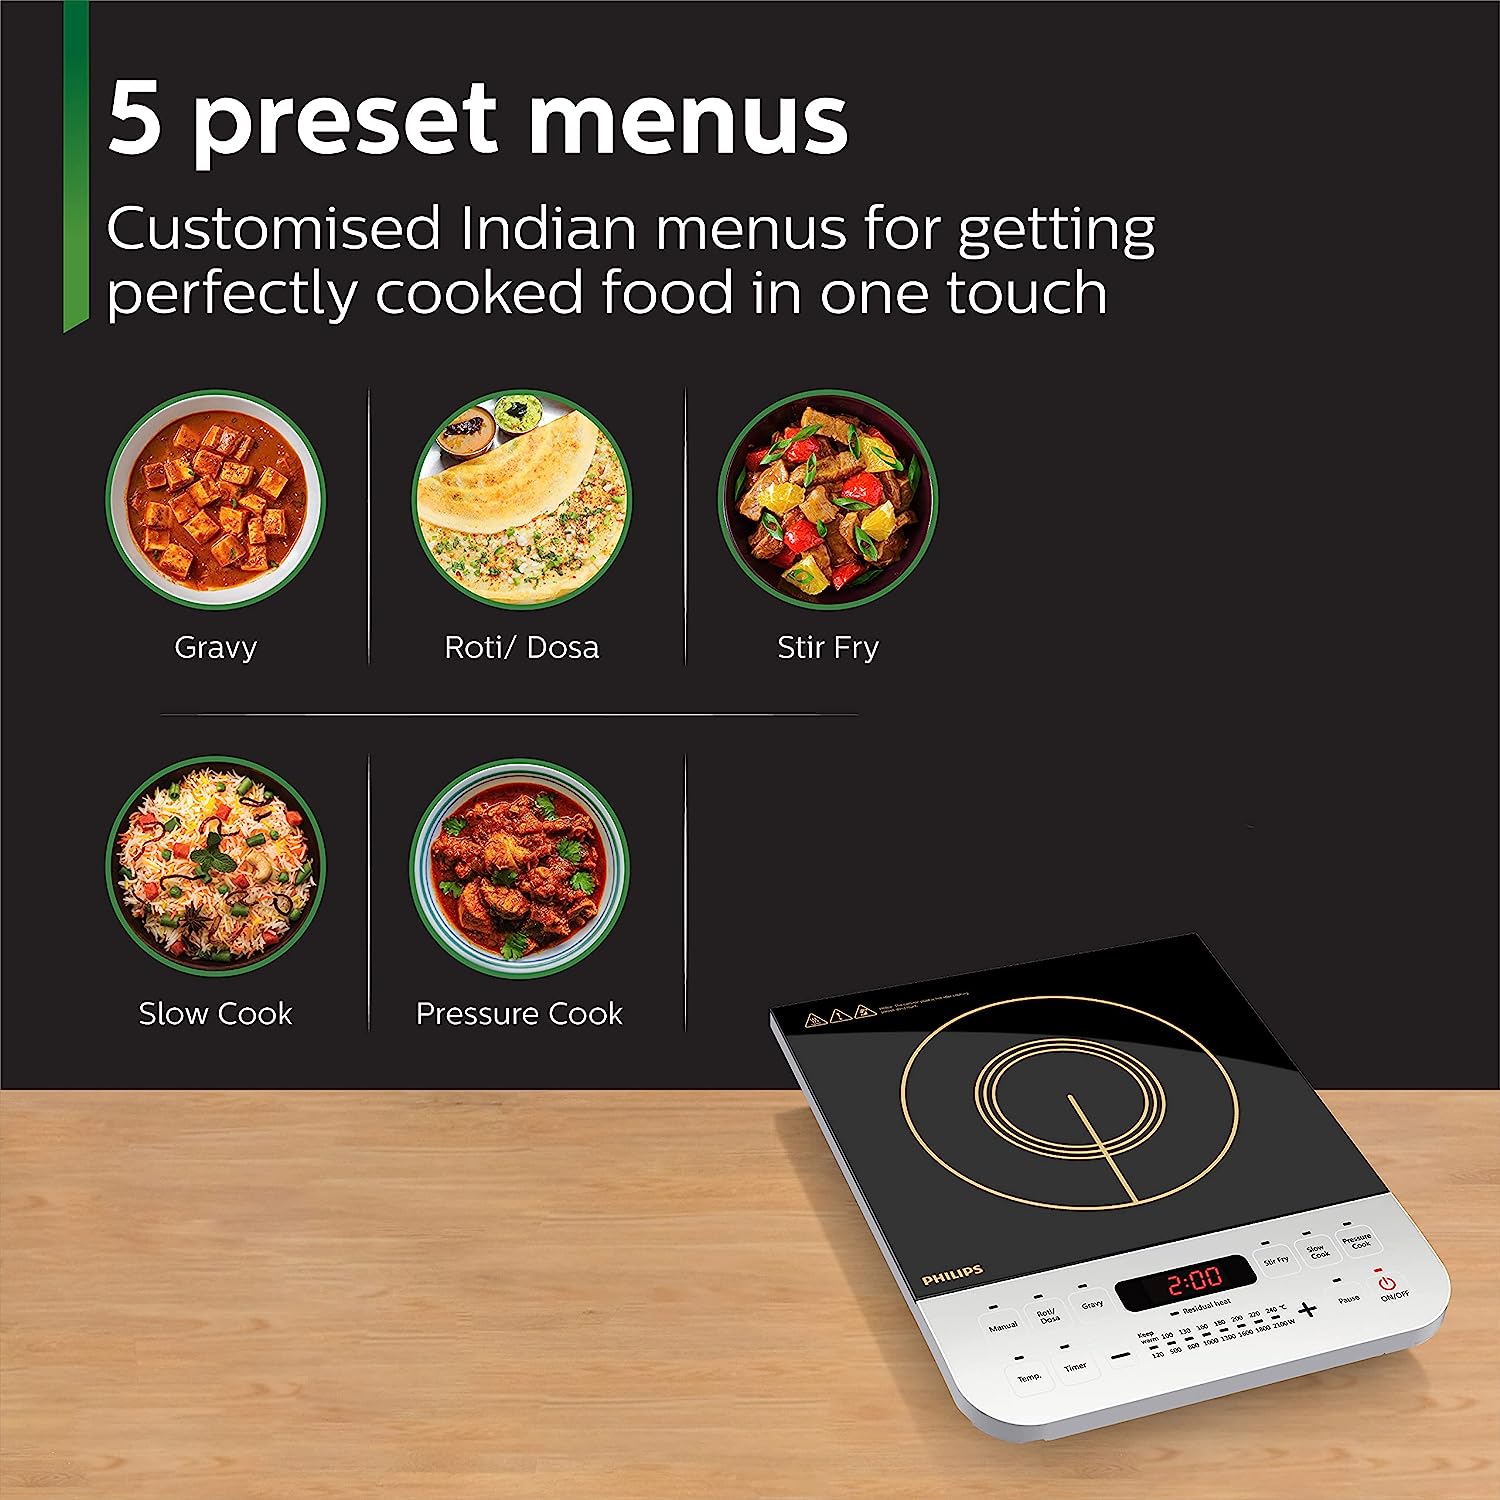 5 preset menus
Customised Indian menus for getting
perfectly cooked food in one touch
Gravy
Roti/ Dosa
Stir Fry
Slow Cook
Pressure Cook
PHILIPS
Manual
Roti/
Dosa
Gravy
2:00
Stir Fry
Slow
Cook
Pressure
Cook
Residual heat
Keep
warm 100 130 160 180 200 220 240 °C
120 500 800 1000 1300 1600 1800 2100W
Temp.
Timer
−
+
Pause
ON/OFF